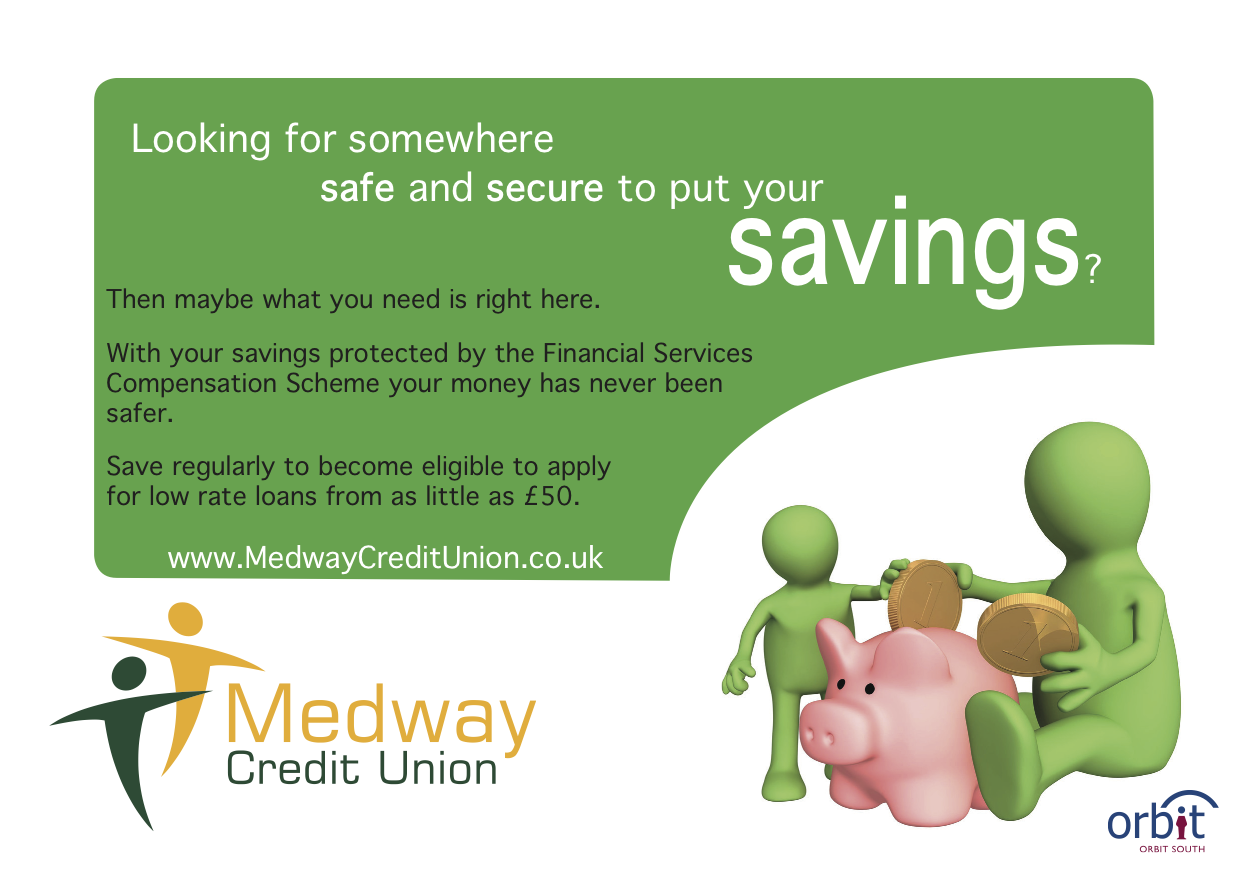 Looking for somewhere
safe and secure to put your
savings?
Then maybe what you need is right here.
With your savings protected by the Financial Services
Compensation Scheme your money has never been
safer.
Save regularly to become eligible to apply
for low rate loans from as little as £50.
www.MedwayCreditUnion.co.uk
Medway
Credit Union
orbit
ORBIT SOUTH